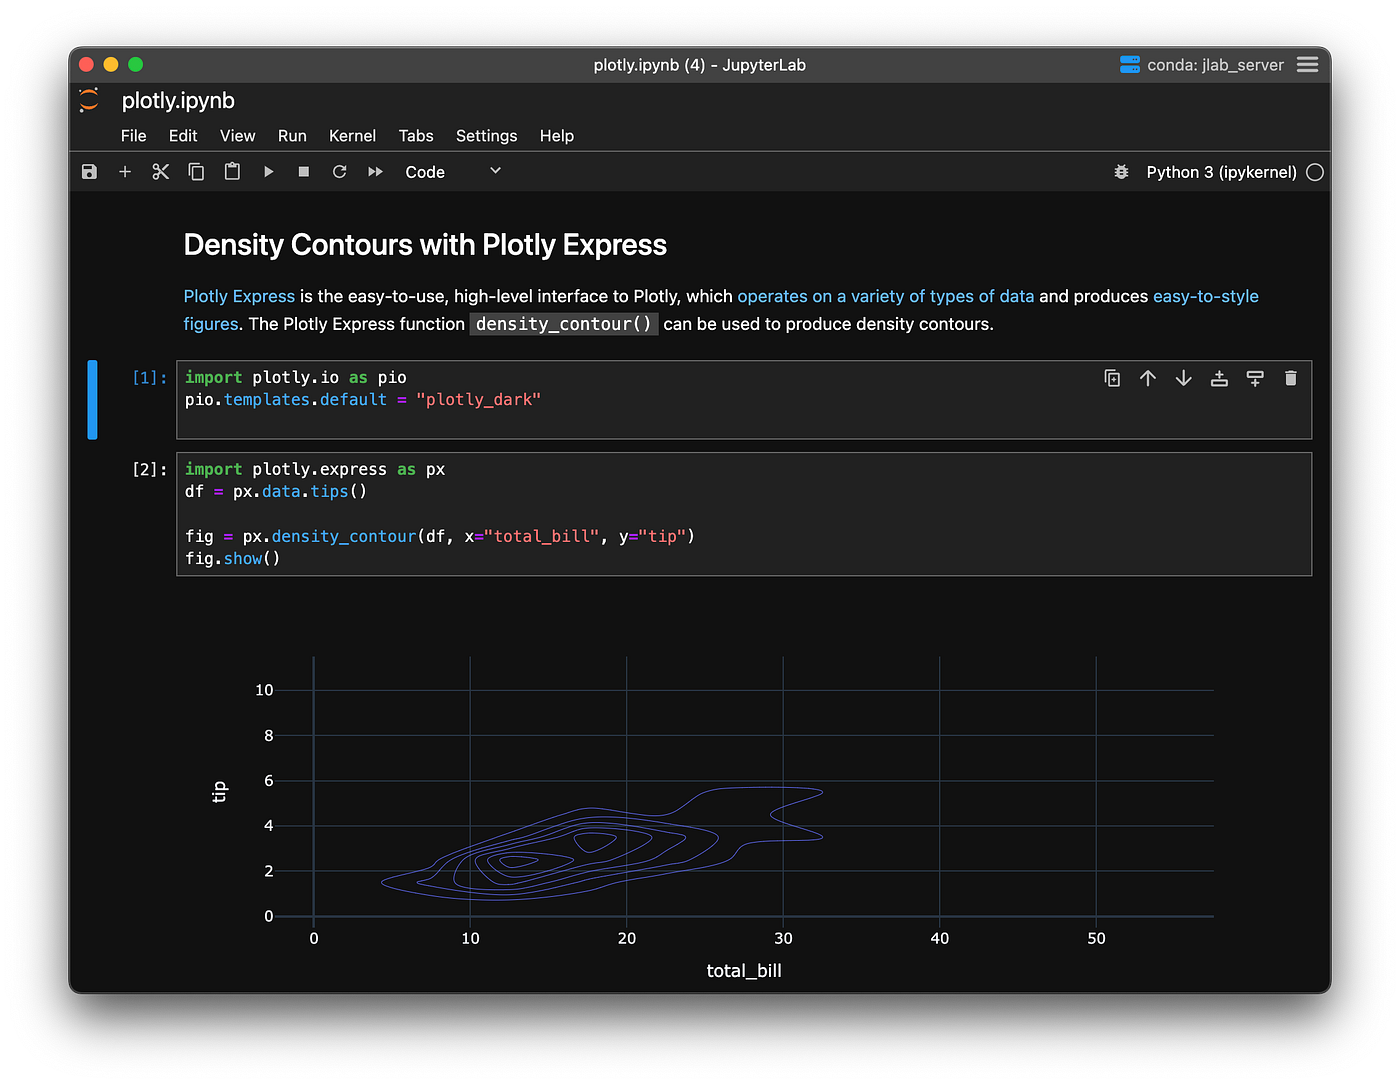 plotly.ipynb (4) - JupyterLab
conda: jlab_server
plotly.ipynb
File Edit View Run Kernel Tabs Settings Help
Code
Python 3 (ipykernel)
Density Contours with Plotly Express
Plotly Express is the easy-to-use, high-level interface to Plotly, which operates on a variety of types of data and produces easy-to-style
figures. The Plotly Express function density_contour() can be used to produce density contours.
[1]:
import plotly.io as pio
pio.templates.default = "plotly_dark"
[2]:
import plotly.express as px
df = px.data.tips()
fig = px.density_contour(df, x="total_bill", y="tip")
fig.show()
10
8
6
4
2
0
tip
0 10 20 30 40 50
total_bill